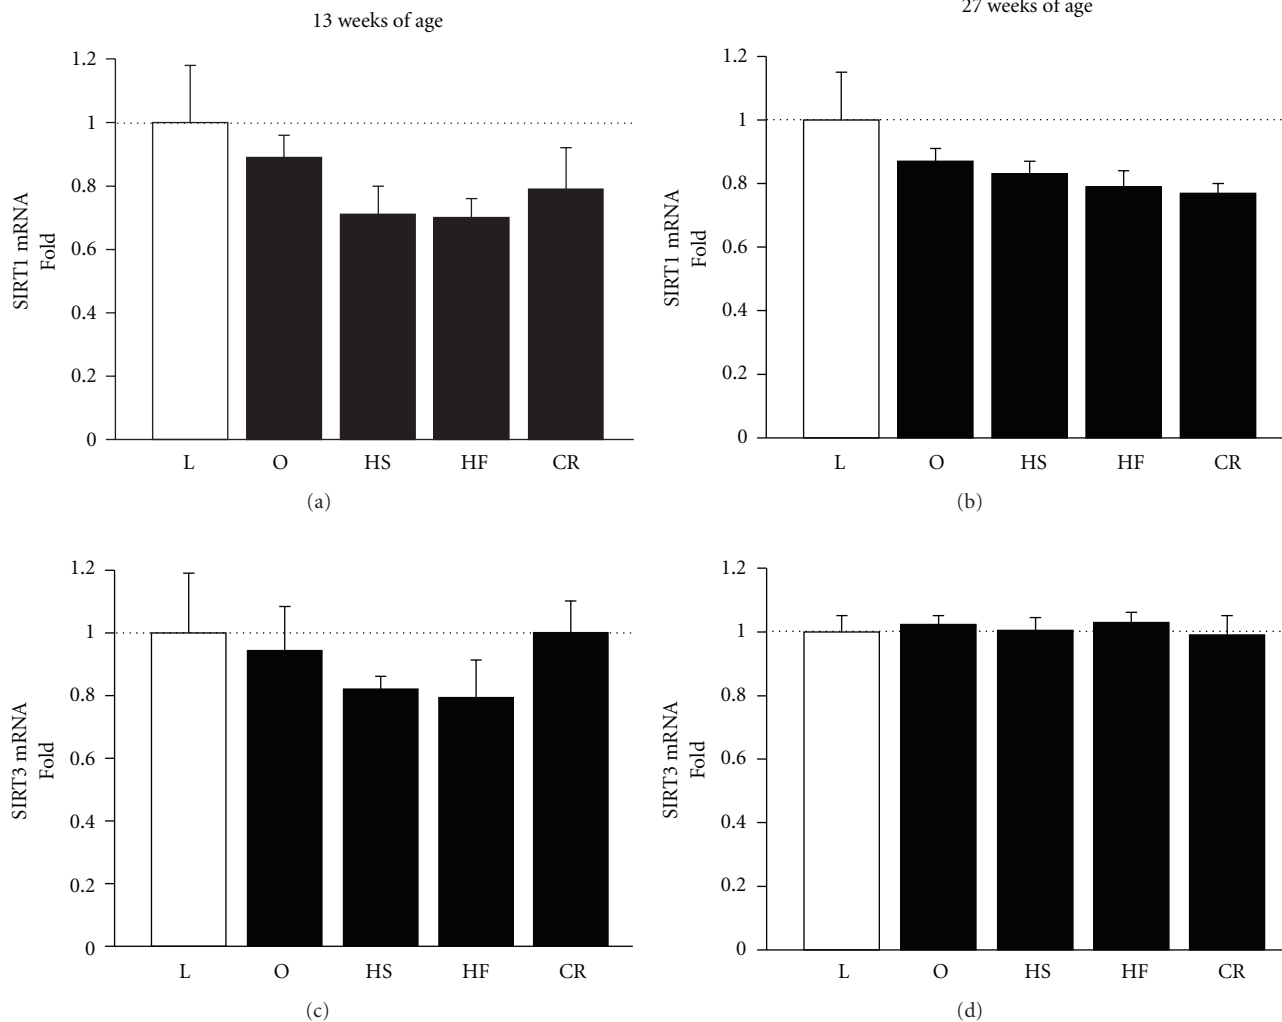 13 weeks of age
27 weeks of age
SIRT1 mRNA
Fold
1.2
1
0.8
0.6
0.4
0.2
0
L O HS HF CR
(a)
SIRT1 mRNA
Fold
1.2
1
0.8
0.6
0.4
0.2
0
L O HS HF CR
(b)
SIRT3 mRNA
Fold
1.2
1
0.8
0.6
0.4
0.2
0
L O HS HF CR
(c)
SIRT3 mRNA
Fold
1.2
1
0.8
0.6
0.4
0.2
0
L O HS HF CR
(d)